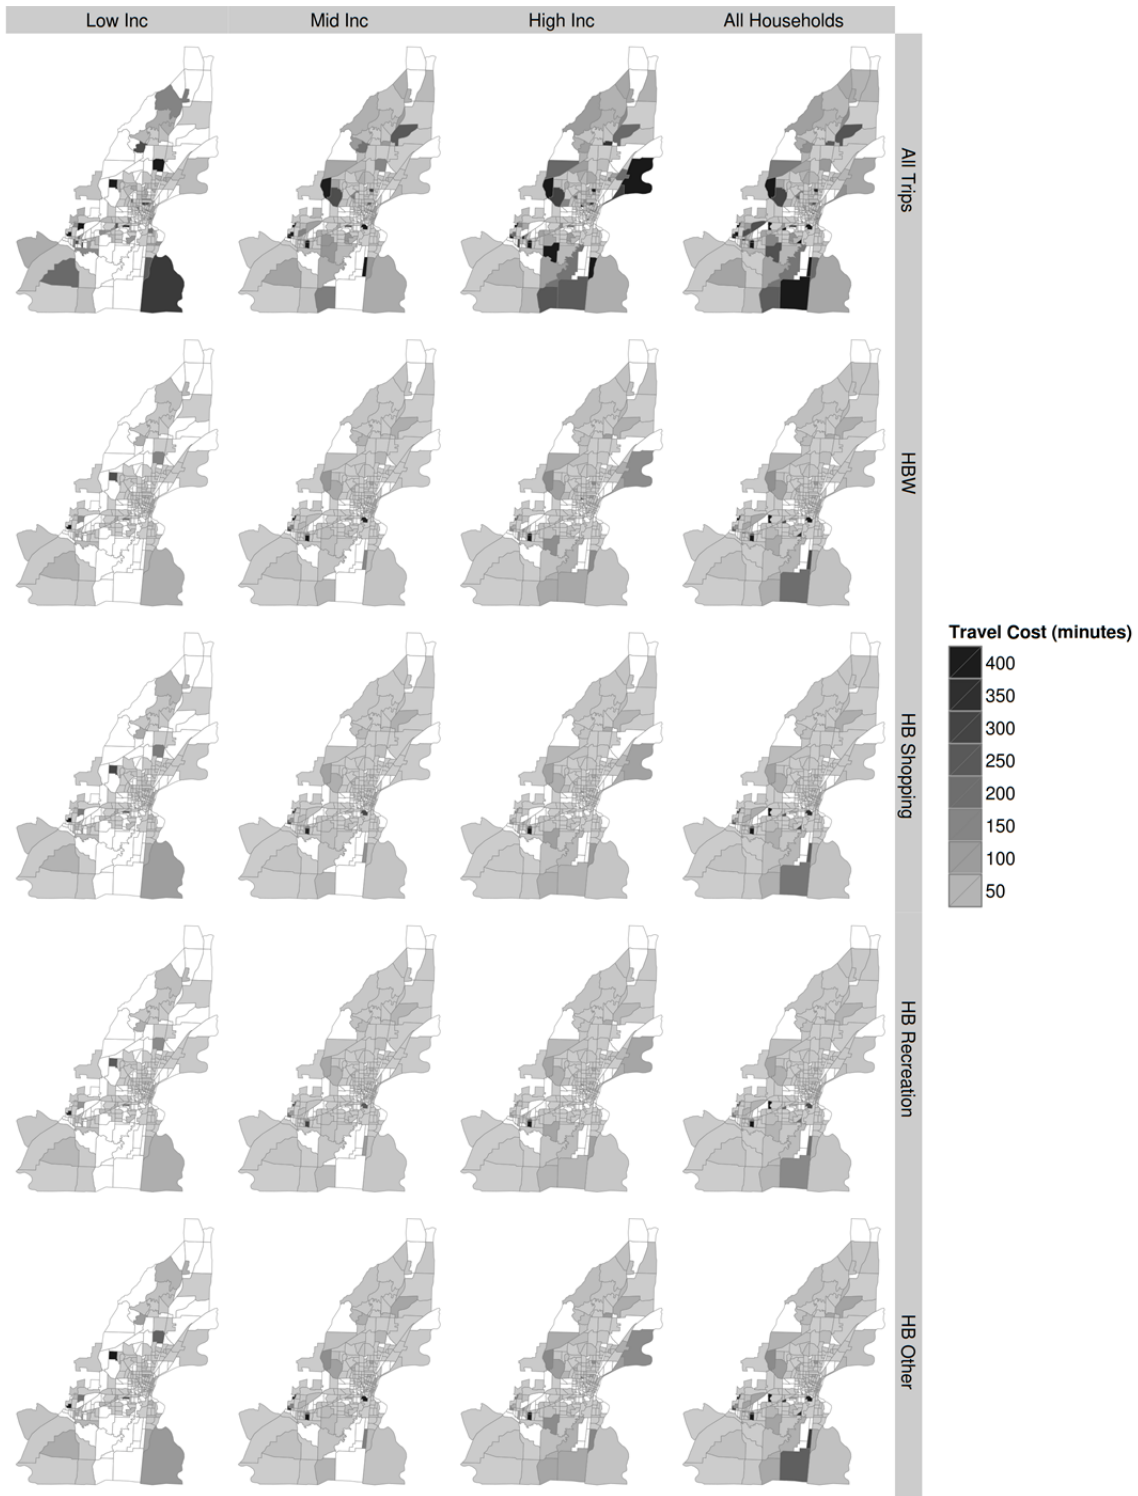 Low Inc
Mid Inc
High Inc
All Households
All Trips
HBW
HB Shopping
HB Recreation
HB Other
Travel Cost (minutes)
400
350
300
250
200
150
100
50